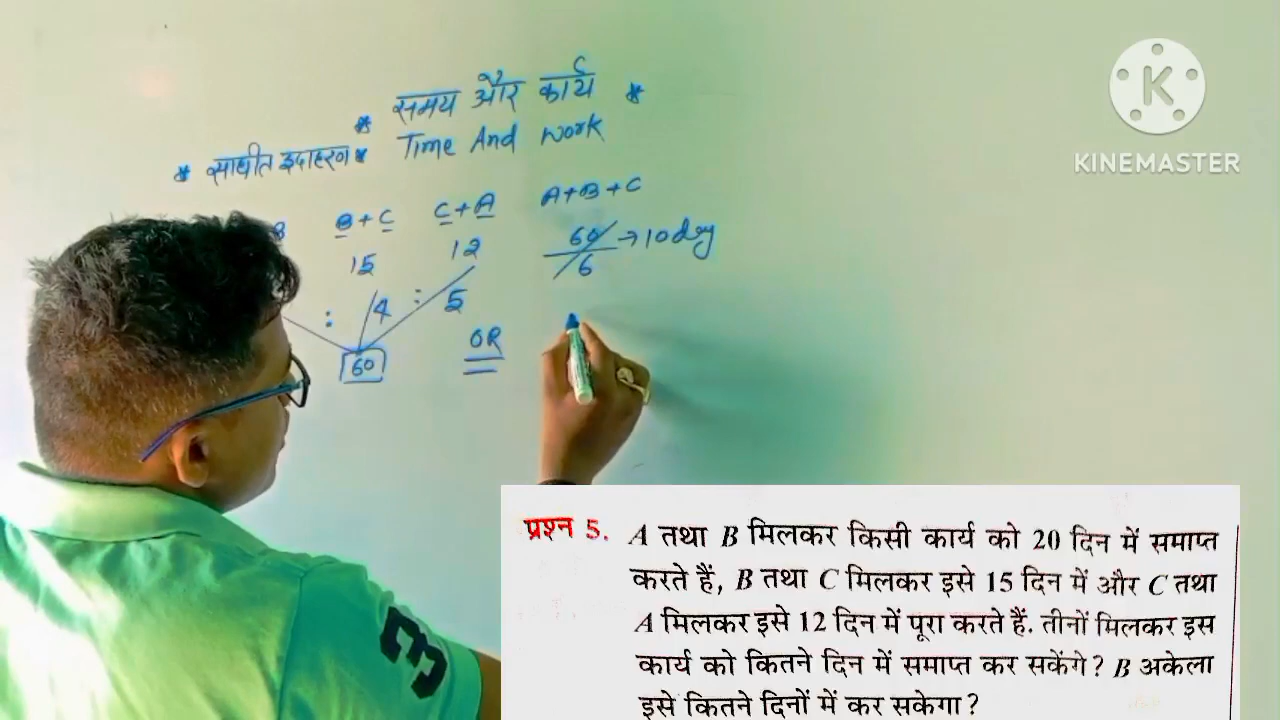 * समय और कार्य *
* साधीत उदाहरण * Time And Work
B B + C C + A A + B + C
15 12 60/6 → 10 day
: 4 : 5
60 OR
KINEMASTER
प्रश्न 5. A तथा B मिलकर किसी कार्य को 20 दिन में समाप्त
करते हैं, B तथा C मिलकर इसे 15 दिन में और C तथा
A मिलकर इसे 12 दिन में पूरा करते हैं. तीनों मिलकर इस
कार्य को कितने दिन में समाप्त कर सकेंगे? B अकेला
इसे कितने दिनों में कर सकेगा?
3